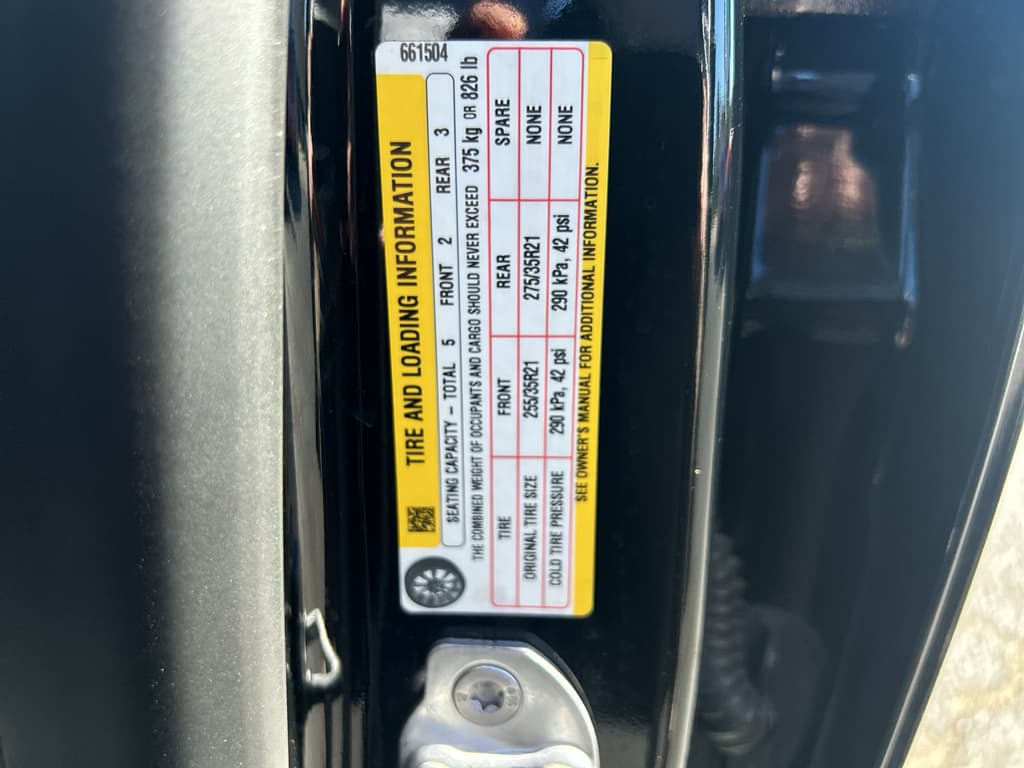 661504
TIRE AND LOADING INFORMATION
SEATING CAPACITY – TOTAL 5 FRONT 2 REAR 3
THE COMBINED WEIGHT OF OCCUPANTS AND CARGO SHOULD NEVER EXCEED 375 kg OR 826 lb
TIRE FRONT REAR SPARE
ORIGINAL TIRE SIZE 255/35R21 275/35R21 NONE
COLD TIRE PRESSURE 290 kPa, 42 psi 290 kPa, 42 psi NONE
SEE OWNER'S MANUAL FOR ADDITIONAL INFORMATION.